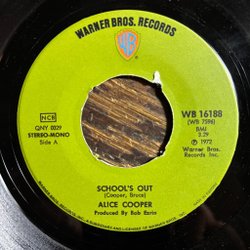 WARNER BROS. RECORDS
WB
NCB
QNY 0029
STEREO-MONO
Side A
WB 16188
(WB 7596)
BMI
3.29
℗ 1972
Warner Bros.
Records Inc.
SCHOOL'S OUT
(Cooper, Bruce)
ALICE COOPER
Produced By Bob Ezrin